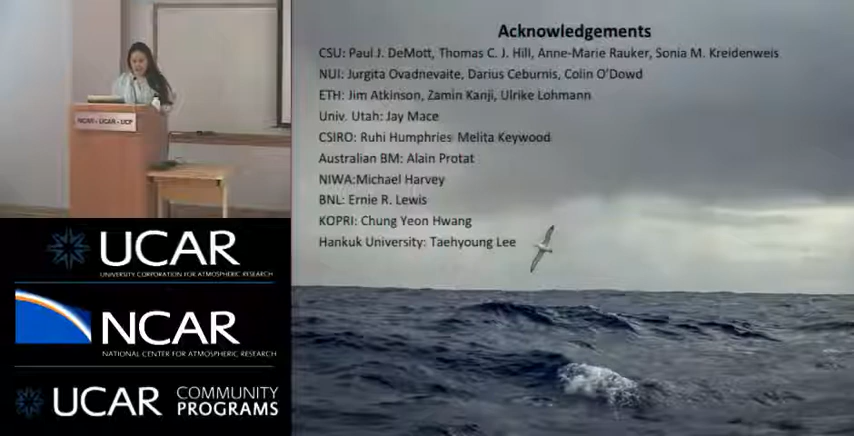 Acknowledgements
CSU: Paul J. DeMott, Thomas C. J. Hill, Anne-Marie Rauker, Sonia M. Kreidenweis
NUI: Jurgita Ovadnevaite, Darius Ceburnis, Colin O'Dowd
ETH: Jim Atkinson, Zamin Kanji, Ulrike Lohmann
Univ. Utah: Jay Mace
CSIRO: Ruhi Humphries Melita Keywood
Australian BM: Alain Protat
NIWA:Michael Harvey
BNL: Ernie R. Lewis
KOPRI: Chung Yeon Hwang
Hankuk University: Taehyoung Lee
NCAR - UCAR - UCP
UCAR
UNIVERSITY CORPORATION FOR ATMOSPHERIC RESEARCH
NCAR
NATIONAL CENTER FOR ATMOSPHERIC RESEARCH
UCAR COMMUNITY
PROGRAMS